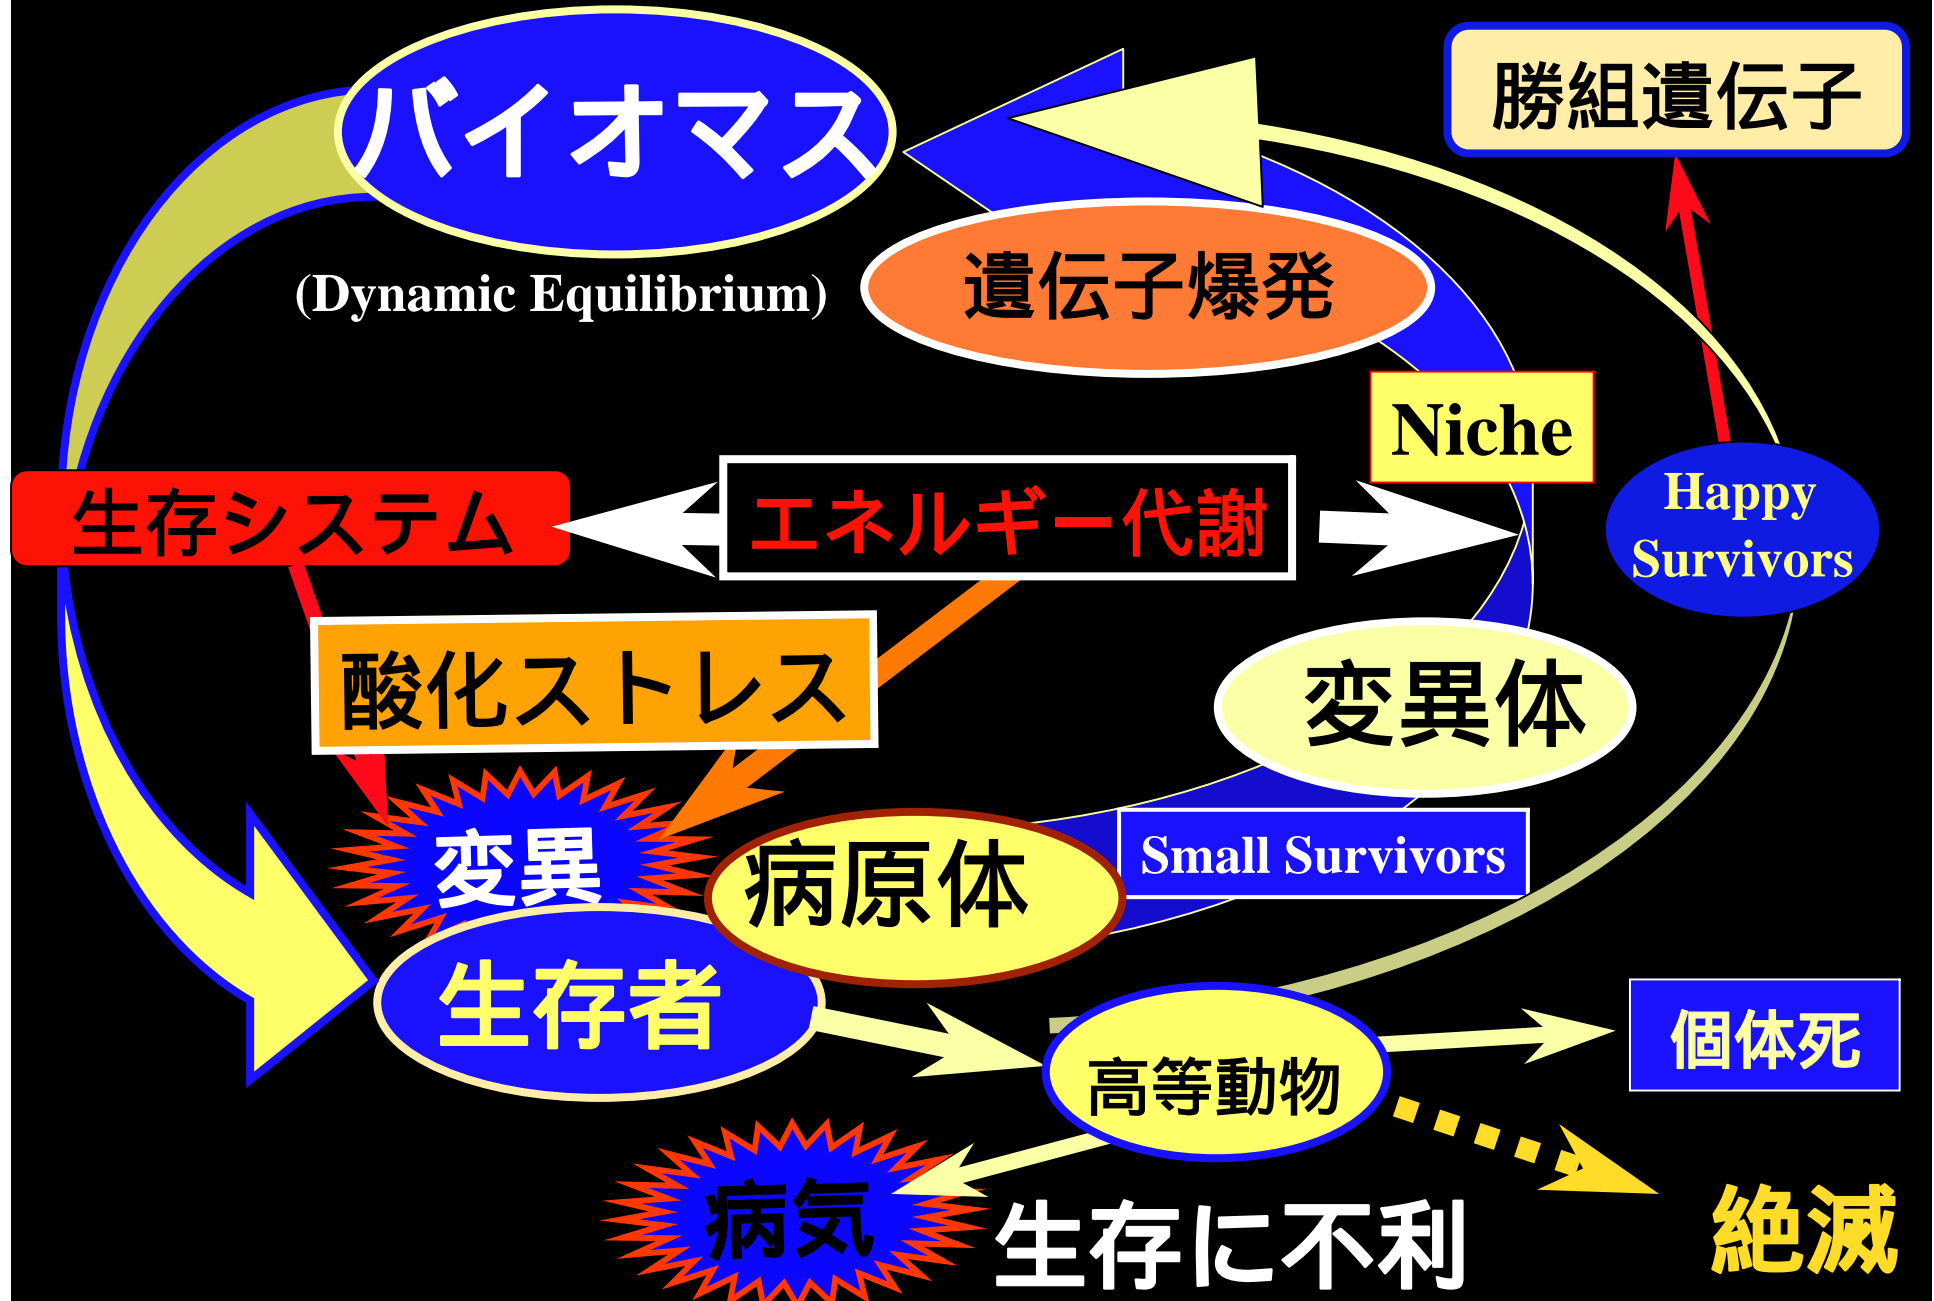 バイオマス
勝組遺伝子
(Dynamic Equilibrium)
遺伝子爆発
Niche
生存システム
エネルギー代謝
Happy
Survivors
酸化ストレス
変異体
変異
病原体
Small Survivors
生存者
高等動物
個体死
病気
生存に不利
絶滅